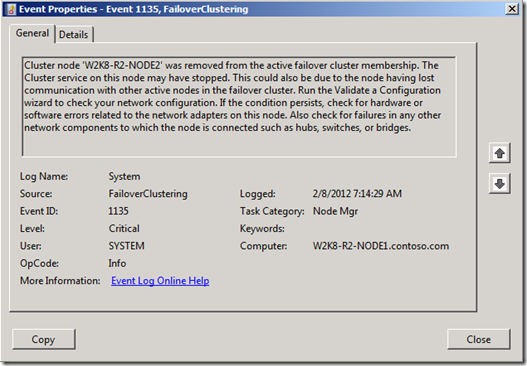 Event Properties - Event 1135, FailoverClustering
General
Details
Cluster node 'W2K8-R2-NODE2' was removed from the active failover cluster membership. The
Cluster service on this node may have stopped. This could also be due to the node having lost
communication with other active nodes in the failover cluster. Run the Validate a Configuration
wizard to check your network configuration. If the condition persists, check for hardware or
software errors related to the network adapters on this node. Also check for failures in any other
network components to which the node is connected such as hubs, switches, or bridges.
Log Name: System
Source: FailoverClustering Logged: 2/8/2012 7:14:29 AM
Event ID: 1135 Task Category: Node Mgr
Level: Critical Keywords:
User: SYSTEM Computer: W2K8-R2-NODE1.contoso.com
OpCode: Info
More Information: Event Log Online Help
Copy
Close